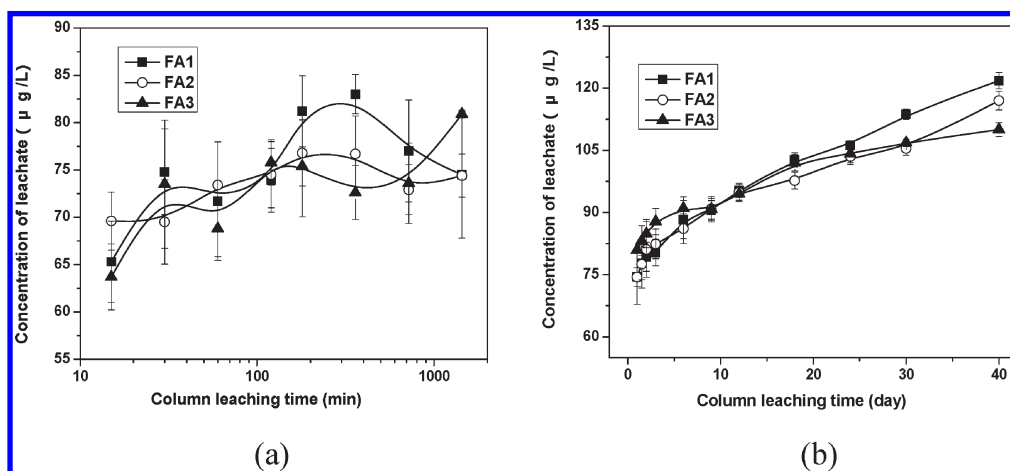 Concentration of leachate ( μ g /L)
90
85
80
75
70
65
60
55
FA1
FA2
FA3
10
100
1000
Column leaching time (min)
(a)
Concentration of leachate ( μ g /L)
135
120
105
90
75
60
FA1
FA2
FA3
0
10
20
30
40
Column leaching time (day)
(b)